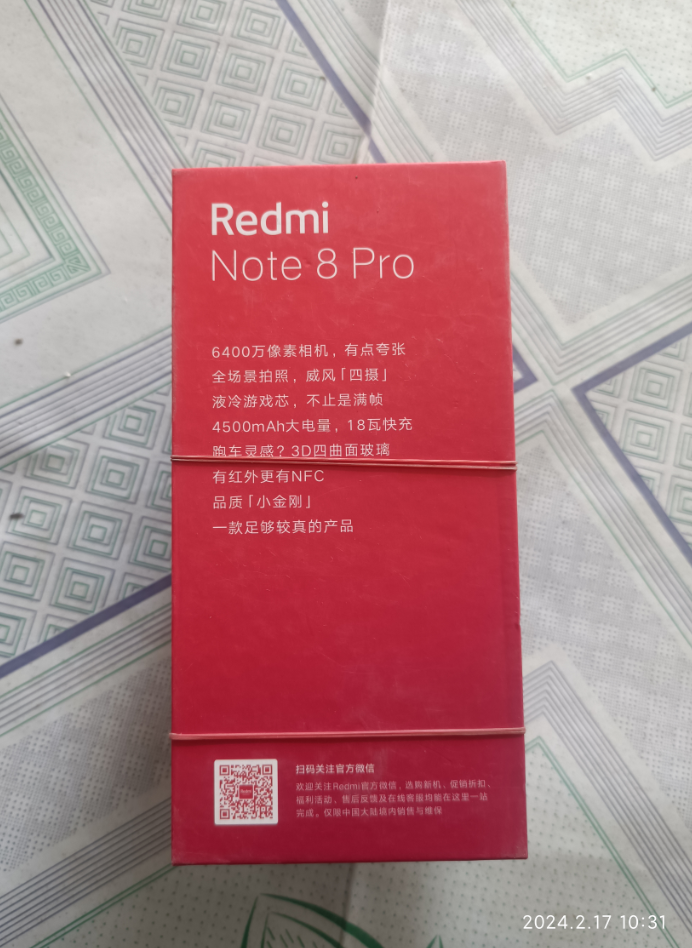 Redmi
Note 8 Pro
6400万像素相机，有点夸张
全场景拍照，威风「四摄」
液冷游戏芯，不止是满帧
4500mAh大电量，18瓦快充
跑车灵感？3D四曲面玻璃
有红外更有NFC
品质「小金刚」
一款足够较真的产品
扫码关注官方微信
欢迎关注Redmi官方微信，选购新机，促销折扣，
福利活动，售后反馈及在线客服均能在这里一站
完成。仅限中国大陆境内销售与维保
2024.2.17 10:31